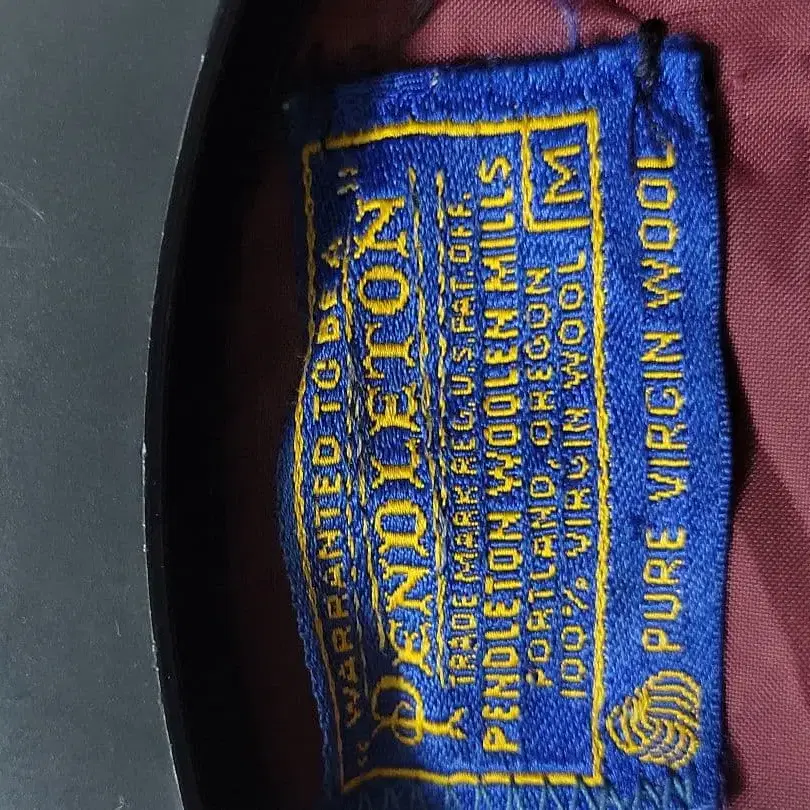 "WARRANTED TO BE A"
PENDLETON
TRADE MARK REG. U.S. PAT. OFF.
PENDLETON WOOLEN MILLS
PORTLAND, OREGON
100% VIRGIN WOOL
M
PURE VIRGIN WOOL